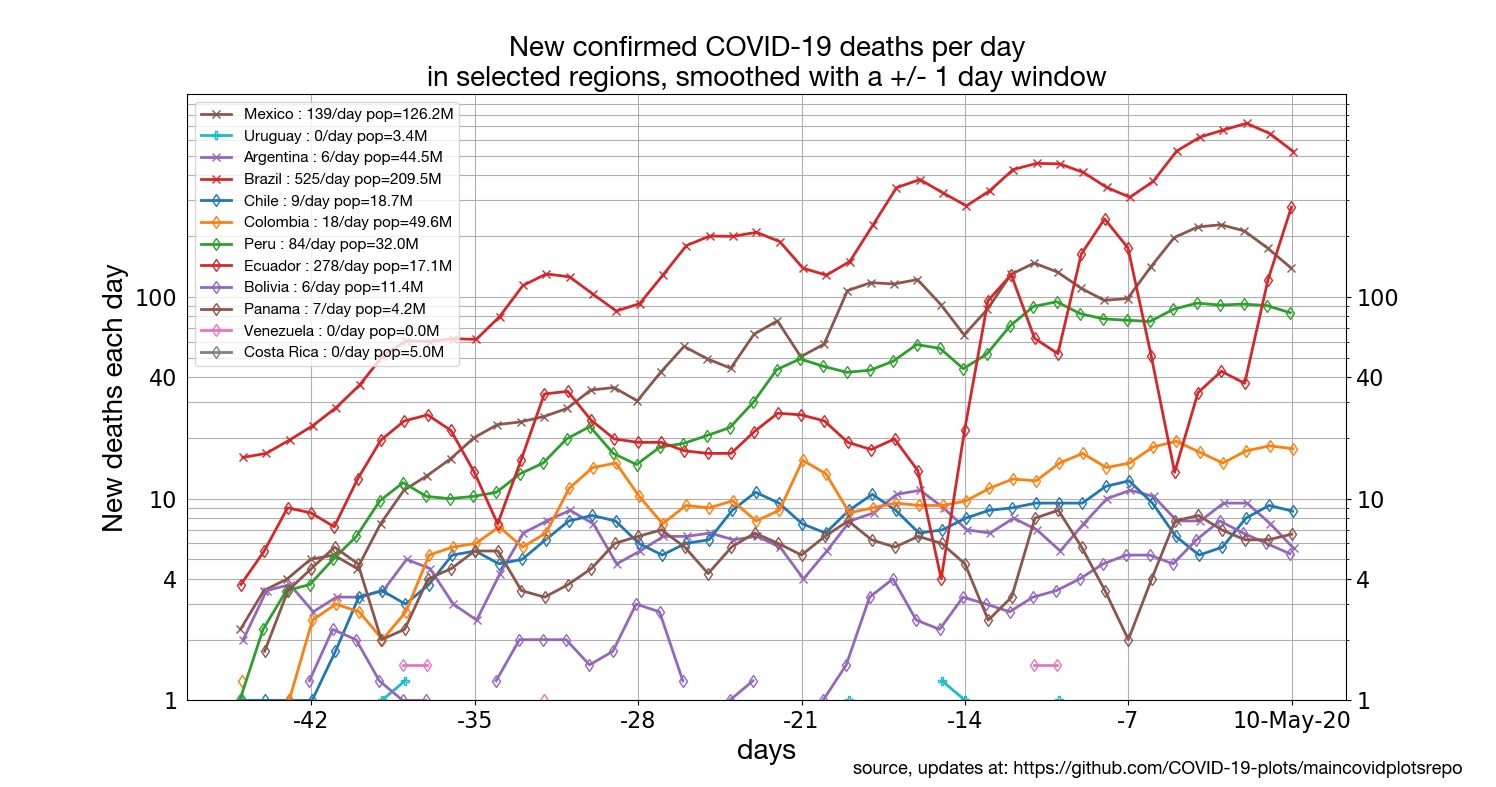 New confirmed COVID-19 deaths per day
in selected regions, smoothed with a +/- 1 day window
Mexico : 139/day pop=126.2M
Uruguay : 0/day pop=3.4M
Argentina : 6/day pop=44.5M
Brazil : 525/day pop=209.5M
Chile : 9/day pop=18.7M
Colombia : 18/day pop=49.6M
Peru : 84/day pop=32.0M
Ecuador : 278/day pop=17.1M
Bolivia : 6/day pop=11.4M
Panama : 7/day pop=4.2M
Venezuela : 0/day pop=0.0M
Costa Rica : 0/day pop=5.0M
New deaths each day
100 100
40 40
10 10
4 4
1 1
-42 -35 -28 -21 -14 -7 10-May-20
days
source, updates at: https://github.com/COVID-19-plots/maincovidplotsrepo